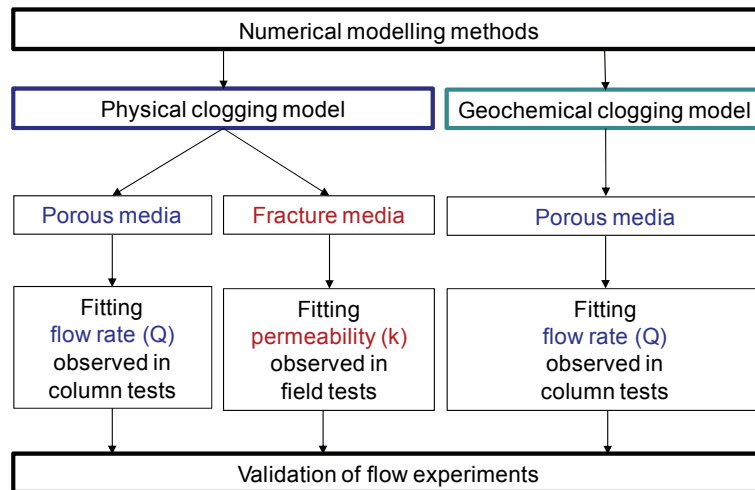 Numerical modelling methods
Physical clogging model
Geochemical clogging model
Porous media
Fracture media
Porous media
Fitting
flow rate (Q)
observed in
column tests
Fitting
permeability (k)
observed in
field tests
Fitting
flow rate (Q)
observed in
column tests
Validation of flow experiments